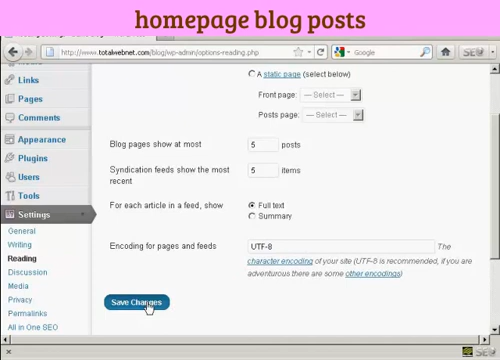 homepage blog posts
http://www.totalwebnet.com/blog/wp-admin/options-reading.php
Google
SEO
Links
Pages
Comments
Appearance
Plugins
Users
Tools
Settings
General
Writing
Reading
Discussion
Media
Privacy
Permalinks
All in One SEO
A static page (select below)
Front page: — Select —
Posts page: — Select —
Blog pages show at most 5 posts
Syndication feeds show the most 5 items
recent
For each article in a feed, show Full text
Summary
Encoding for pages and feeds UTF-8 The
character encoding of your site (UTF-8 is recommended, if you are
adventurous there are some other encodings)
Save Changes
SEO